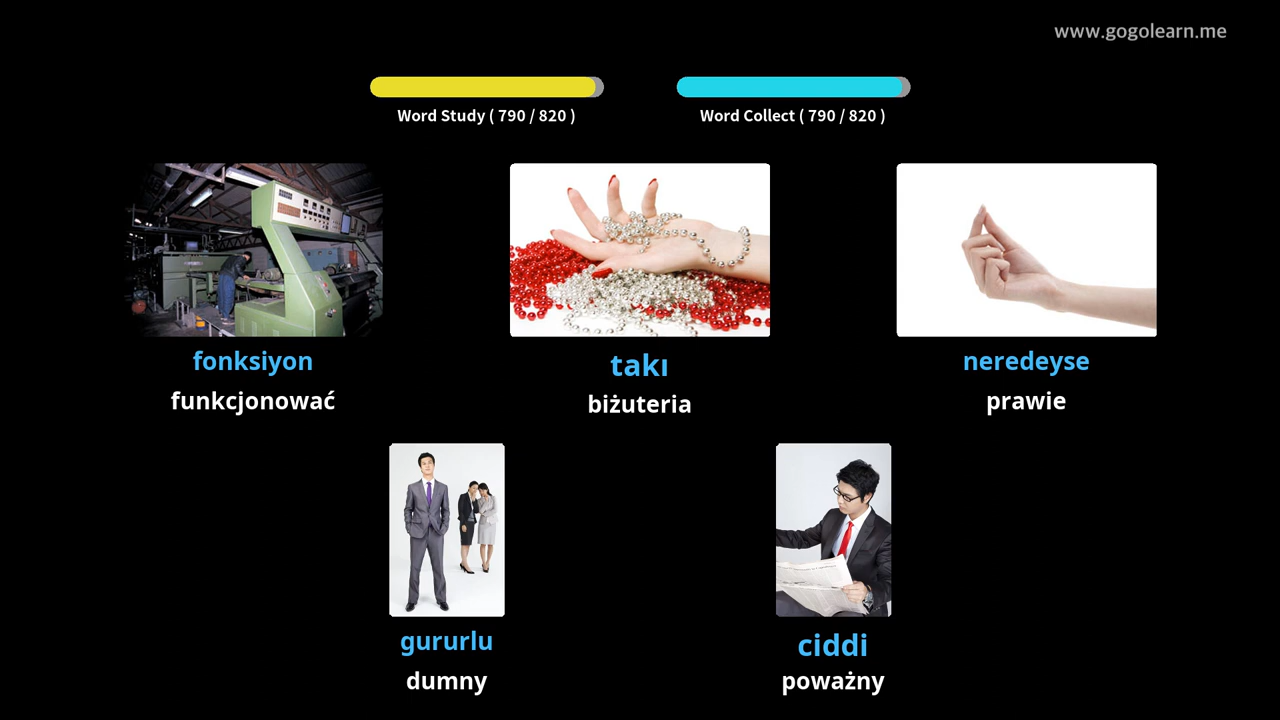 www.gogolearn.me
Word Study ( 790 / 820 )
Word Collect ( 790 / 820 )
fonksiyon
funkcjonować
takı
biżuteria
neredeyse
prawie
gururlu
dumny
ciddi
poważny